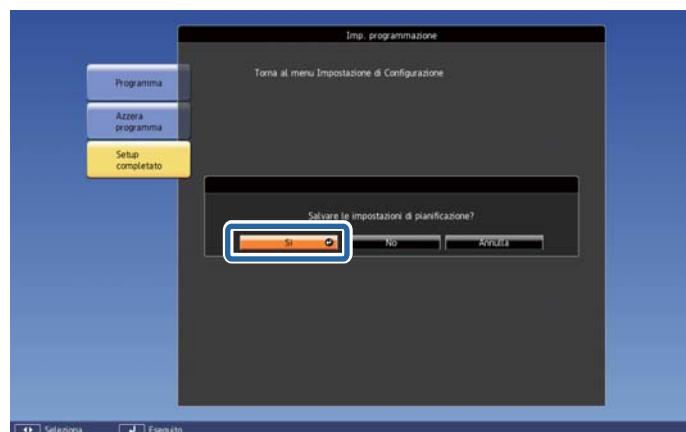 Imp. programmazione
Torna al menu Impostazione di Configurazione
Programma
Azzera
programma
Setup
completato
Salvare le impostazioni di pianificazione?
Sì No Annulla
Seleziona Eseguito